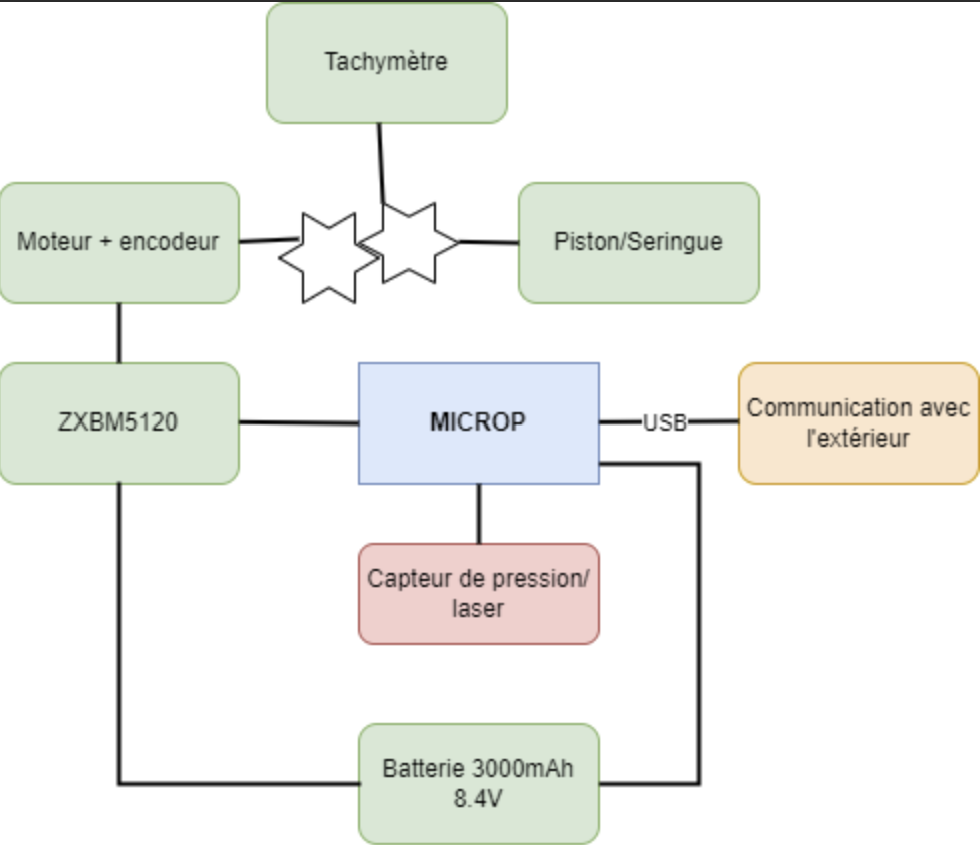 Tachymètre
Moteur + encodeur
Piston/Seringue
ZXBM5120
MICROP
USB
Communication avec
l'extérieur
Capteur de pression/
laser
Batterie 3000mAh
8.4V